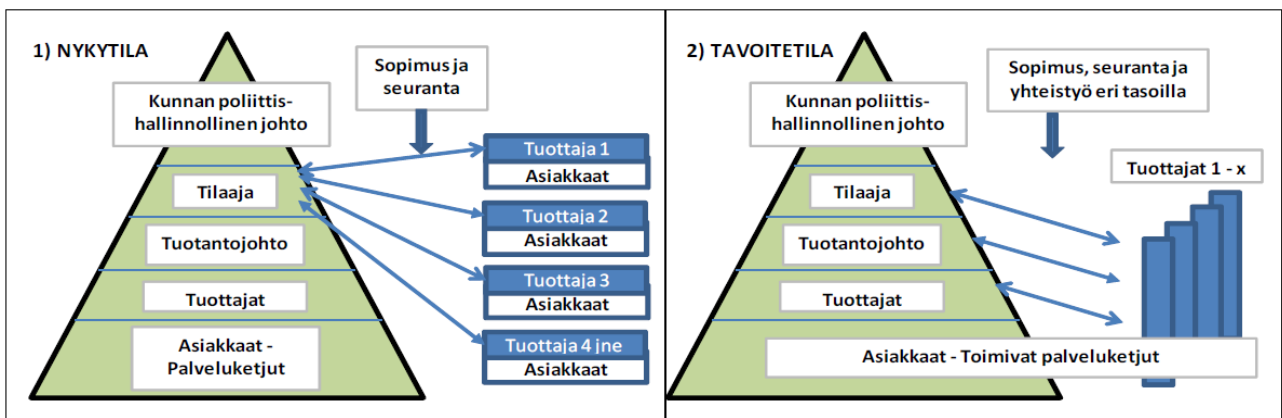 1) NYKYTILA
Sopimus ja
seuranta
Kunnan poliittis-
hallinnollinen johto
Tilaaja
Tuotantojohto
Tuottajat
Asiakkaat -
Palveluketjut
Tuottaja 1
Asiakkaat
Tuottaja 2
Asiakkaat
Tuottaja 3
Asiakkaat
Tuottaja 4 jne
Asiakkaat
2) TAVOITETILA
Sopimus, seuranta ja
yhteistyö eri tasoilla
Kunnan poliittis-
hallinnollinen johto
Tuottajat 1 - x
Tilaaja
Tuotantojohto
Tuottajat
Asiakkaat - Toimivat palveluketjut